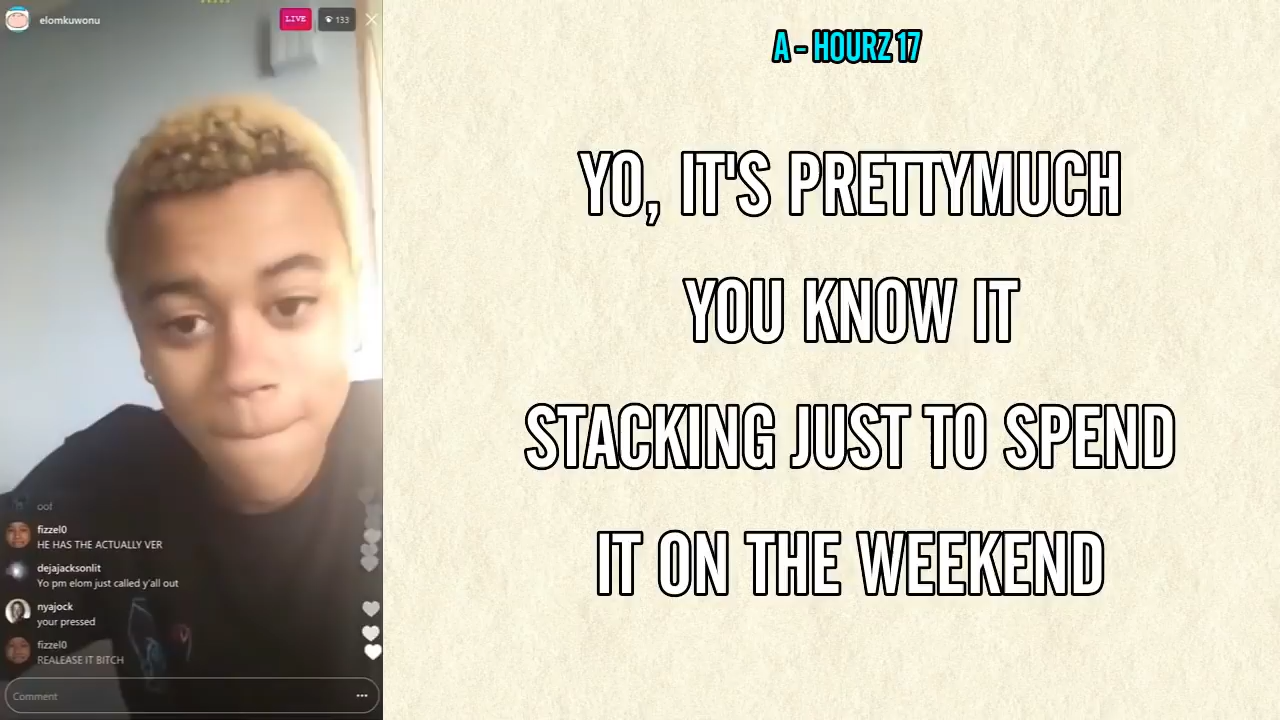 elomkuwonu
LIVE
133
oof
fizzel0
HE HAS THE ACTUALLY VER
dejajacksonlit
Yo pm elom just called y'all out
nyajock
your pressed
fizzel0
REALEASE IT BITCH
Comment
A - HOURZ 17
YO, IT'S PRETTYMUCH
YOU KNOW IT
STACKING JUST TO SPEND
IT ON THE WEEKEND